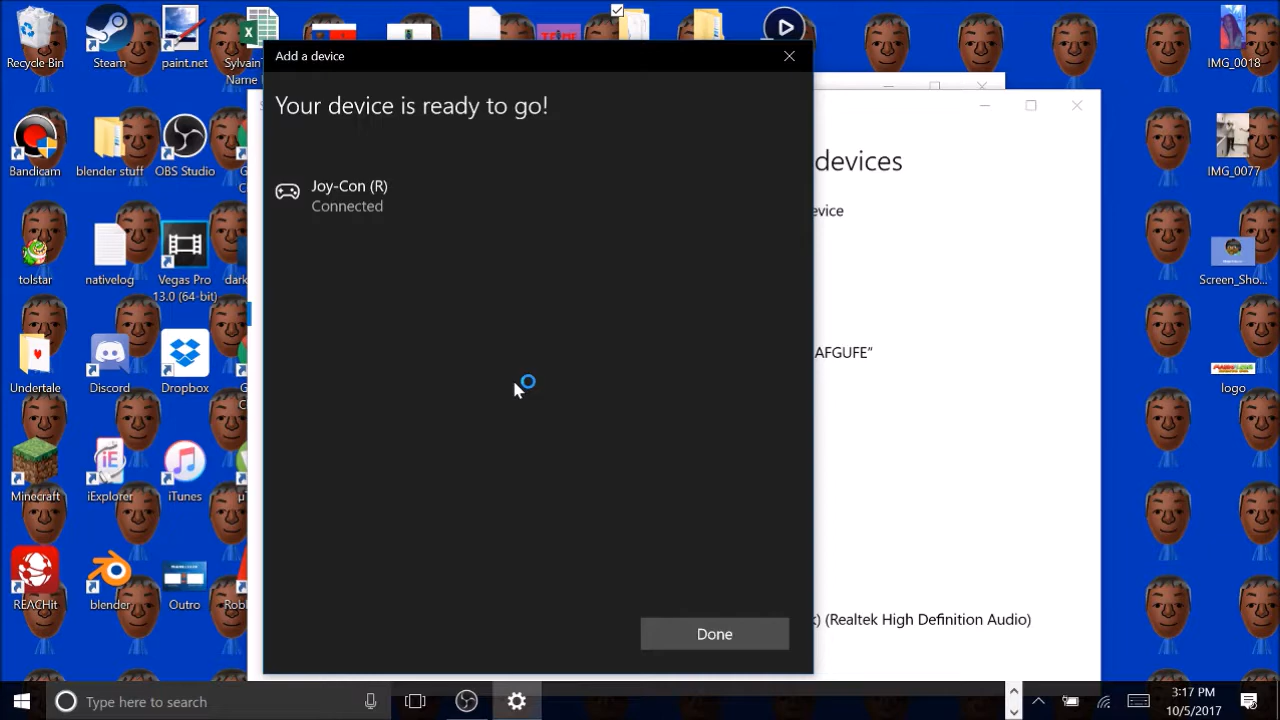 Recycle Bin
Steam
paint.net
Sylvain
Name
TFME
IMG_0018
Add a device
Your device is ready to go!
Joy-Con (R)
Connected
Done
devices
AFGUFE"
) (Realtek High Definition Audio)
Bandicam
blender stuff
OBS Studio
IMG_0077
tolstar
nativelog
Vegas Pro
13.0 (64-bit)
dark
Screen_Sho...
Undertale
Discord
Dropbox
logo
Minecraft
iExplorer
iTunes
REACHit
blender
Outro
Rob
Type here to search
3:17 PM
10/5/2017